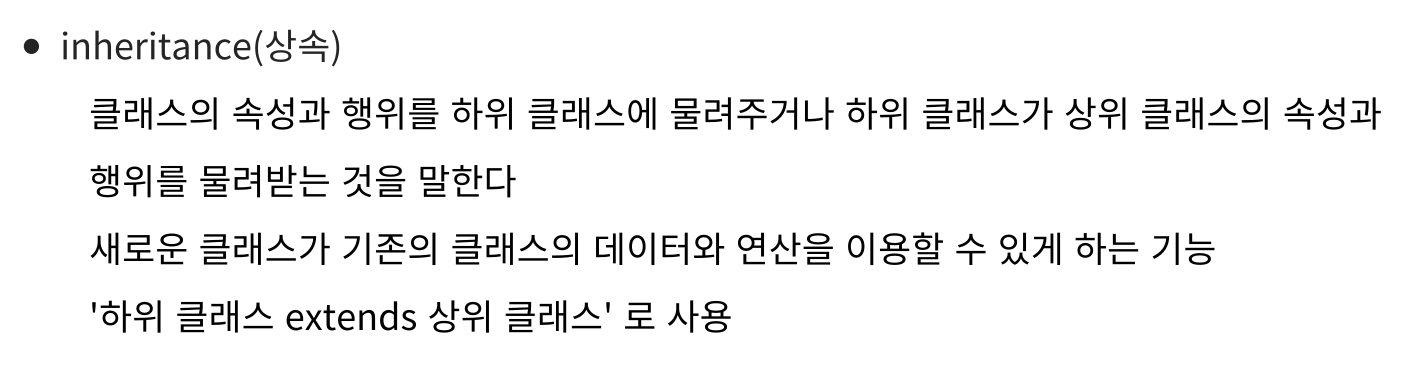 • inheritance(상속)
클래스의 속성과 행위를 하위 클래스에 물려주거나 하위 클래스가 상위 클래스의 속성과
행위를 물려받는 것을 말한다
새로운 클래스가 기존의 클래스의 데이터와 연산을 이용할 수 있게 하는 기능
'하위 클래스 extends 상위 클래스' 로 사용